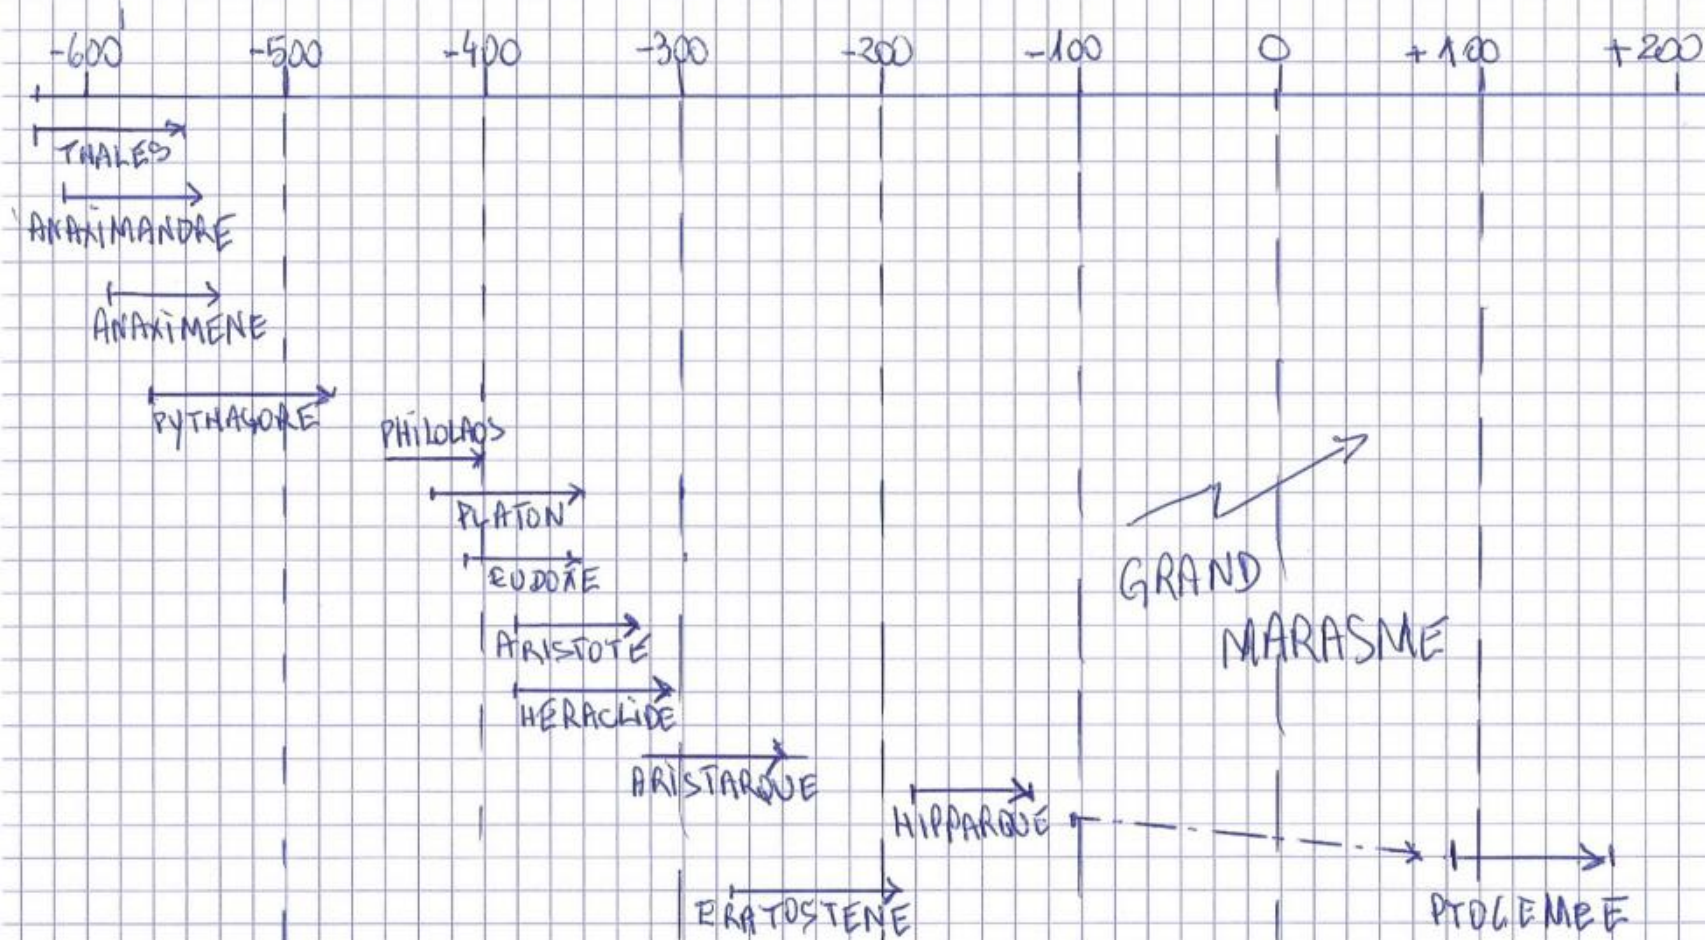 -600 -500 -400 -300 -200 -100 0 +100 +200
THALES
ANAXIMANDRE
ANAXIMENE
PYTHAGORE
PHILOLAOS
PLATON
EUDOXE
ARISTOTE
HERACLIDE
GRAND
MARASME
ARISTARQUE
HIPPARQUE
ERATOSTENE
PTOLEMEE